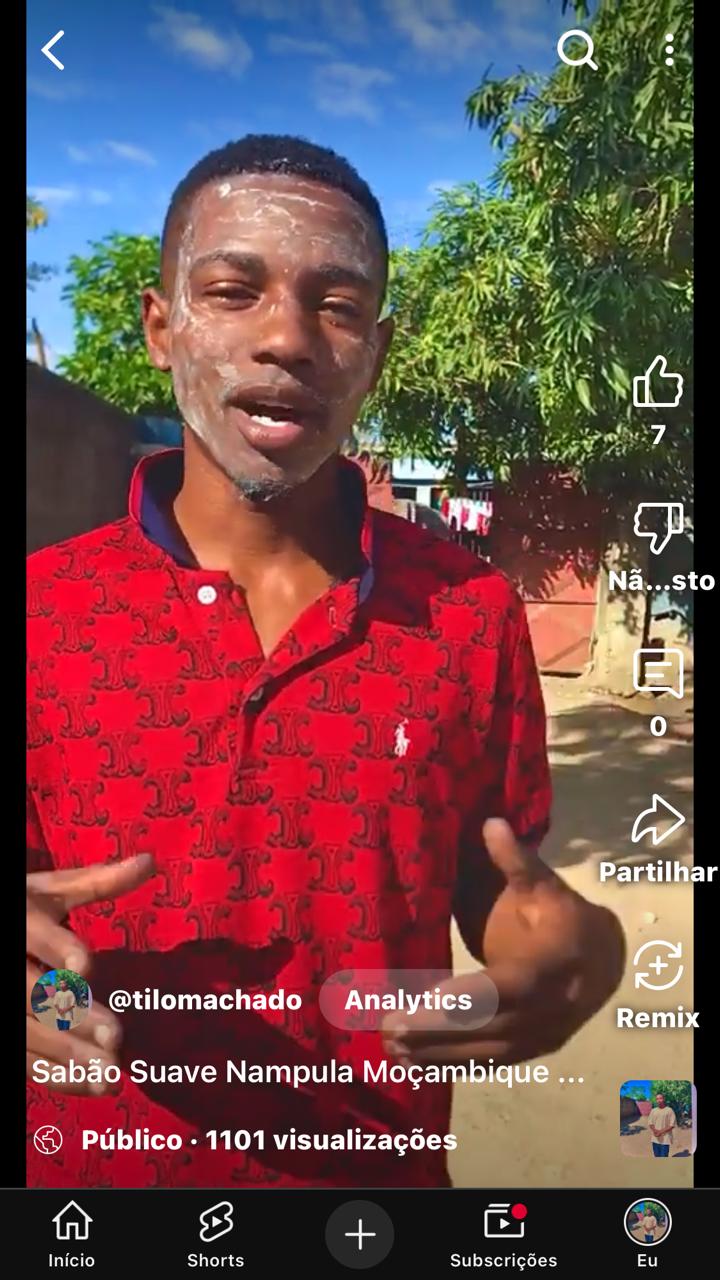 7
Nã...sto
0
Partilhar
Remix
@tilomachado
Analytics
Sabão Suave Nampula Moçambique ...
Público · 1101 visualizações
Início
Shorts
Subscrições
Eu